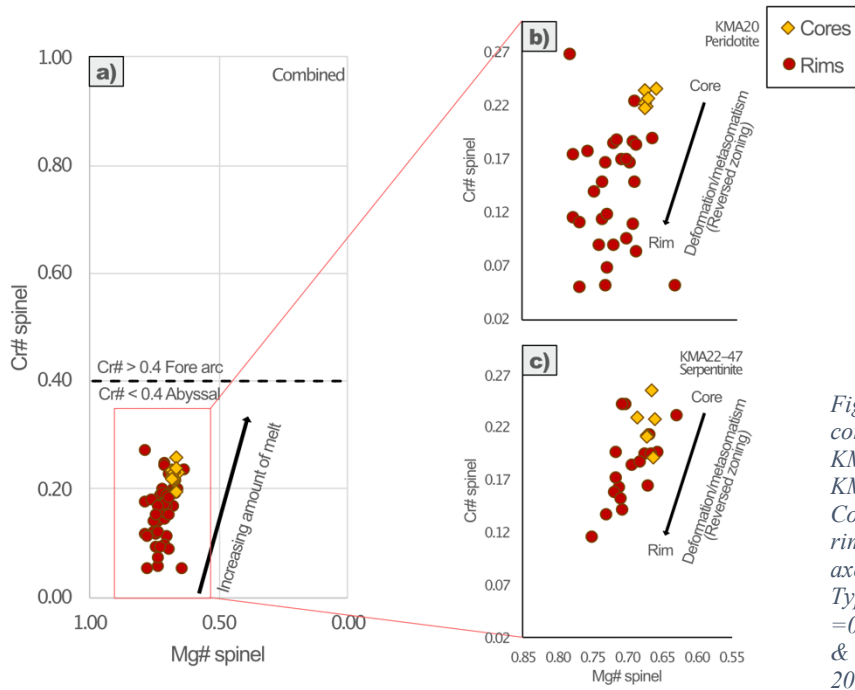 a)
Combined
1.00
0.80
0.60
0.40
0.20
0.00
Cr# spinel
Cr# > 0.4 Fore arc
Cr# < 0.4 Abyssal
Increasing amount of melt
1.00
0.50
0.00
Mg# spinel
b)
KMA20
Peridotite
0.27
0.22
0.17
0.12
0.07
0.02
Cr# spinel
Core
Rim
Deformation/metasomatism
(Reversed zoning)
Cores
Rims
c)
KMA22–47
Serpentinite
0.27
0.22
0.17
0.12
0.07
0.02
Cr# spinel
Core
Rim
Deformation/metasomatism
(Reversed zoning)
0.85 0.80 0.75 0.70 0.65 0.60 0.55
Mg# spinel
Fig
co
KM
KM
Co
rim
axe
Typ
=0
&
20